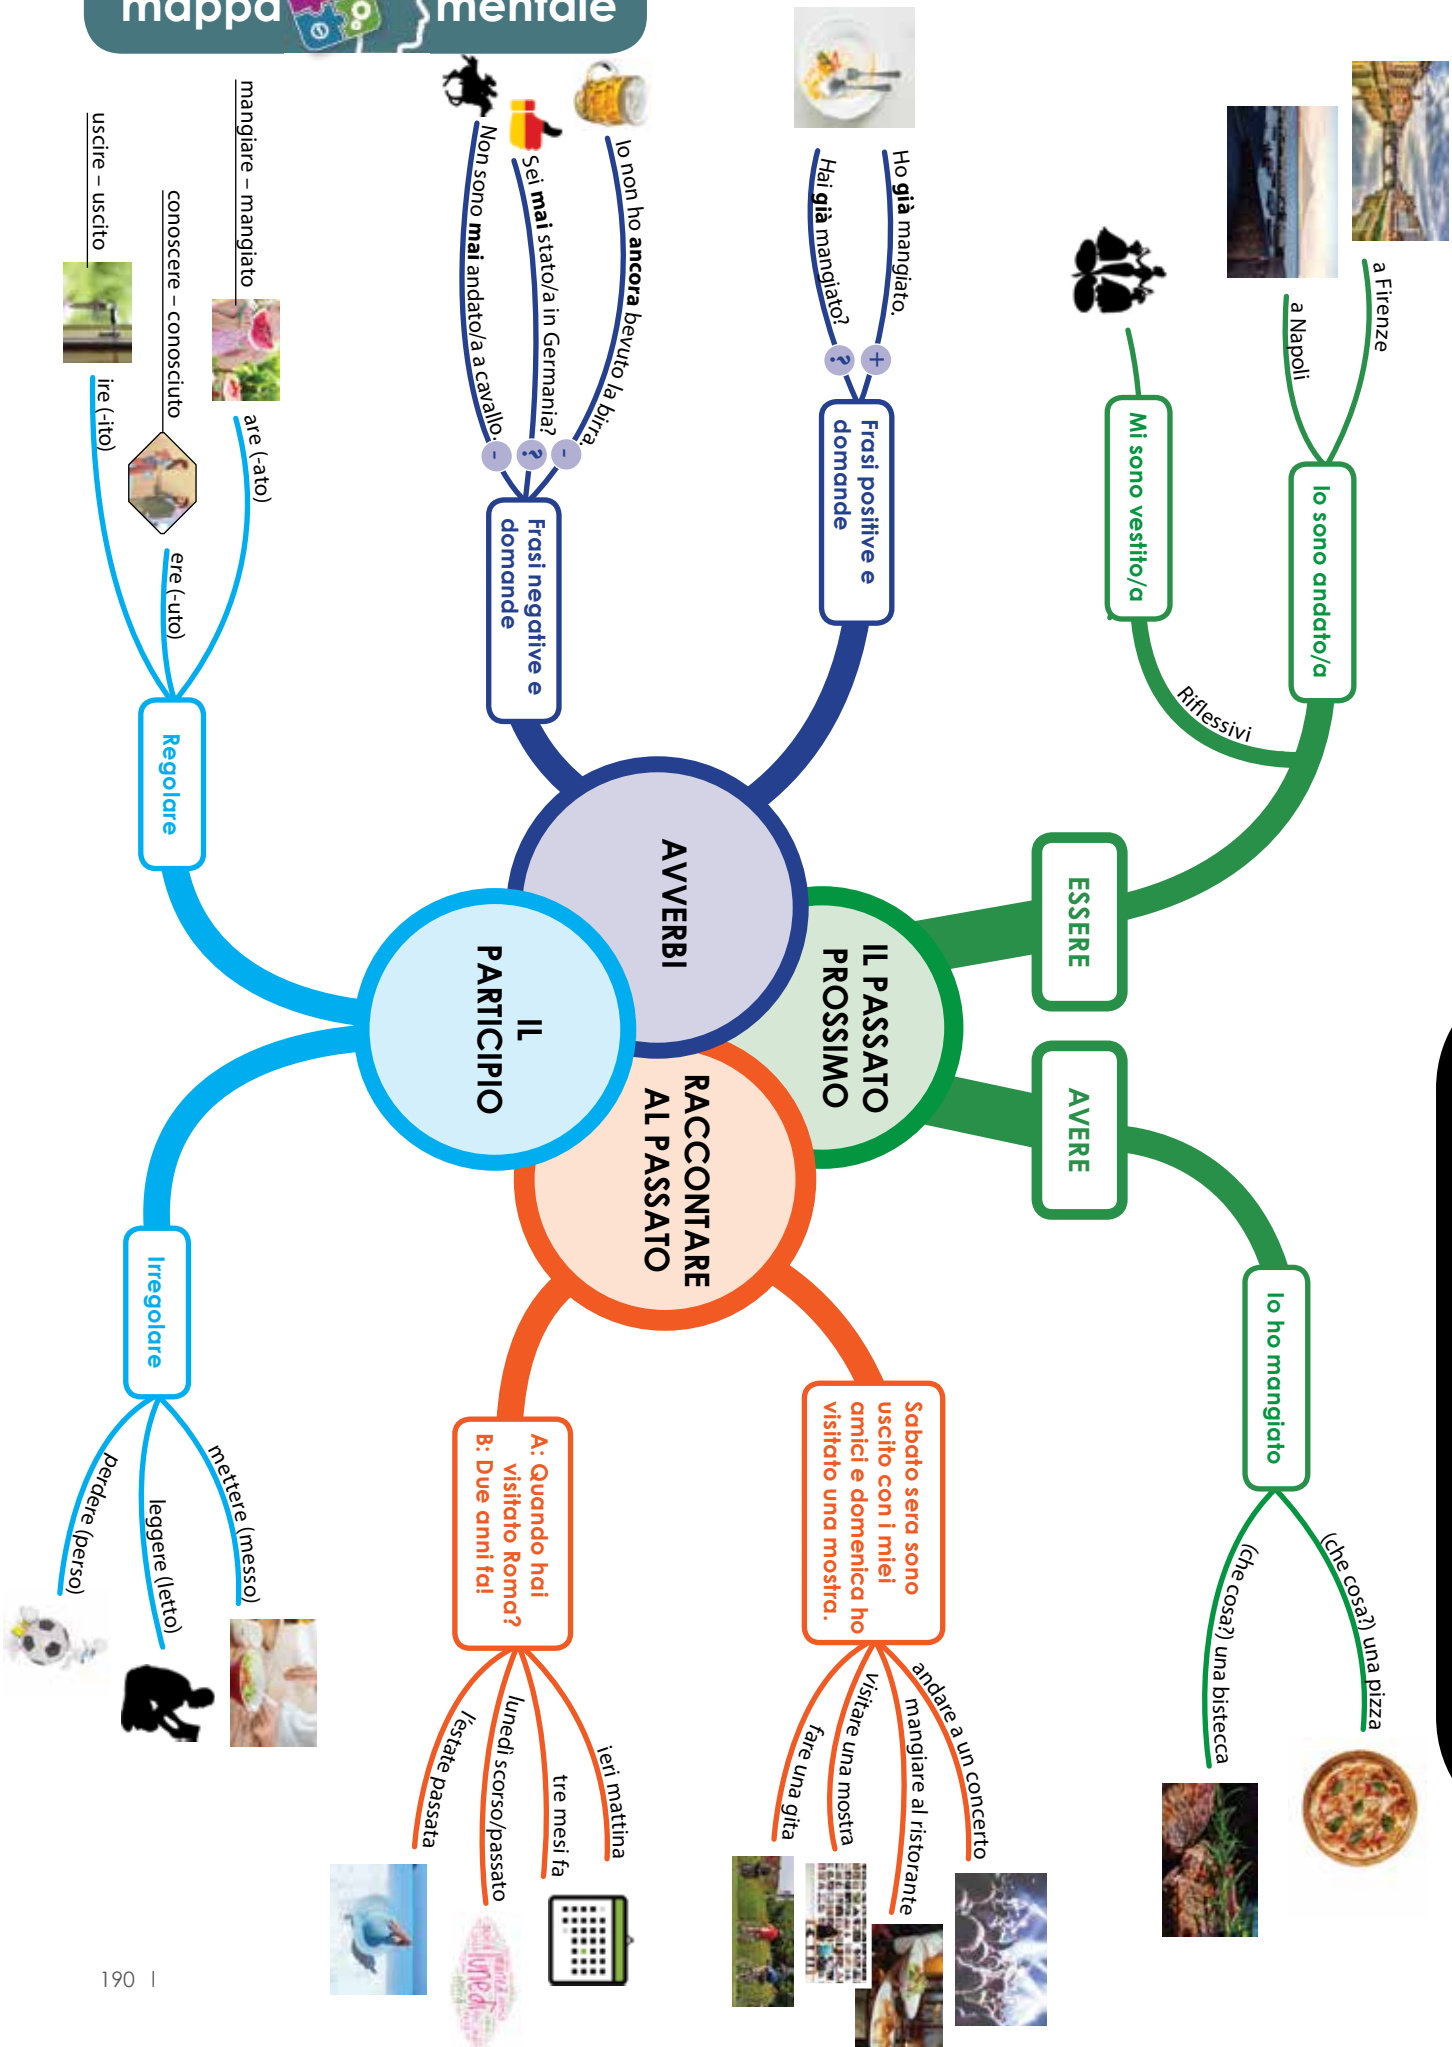 mappa mentale
a Firenze
a Napoli
Io sono andato/a
Mi sono vestito/a
Riflessivi
ESSERE
AVERE
Io ho mangiato
(che cosa?) una pizza
(che cosa?) una bistecca
IL PASSATO
PROSSIMO
Ho già mangiato.
Hai già mangiato?
+
?
Frasi positive e
domande
Io non ho ancora bevuto la birra.
Sei mai stato/a in Germania?
Non sono mai andato/a a cavallo.
-
?
-
Frasi negative e
domande
AVVERBI
RACCONTARE
AL PASSATO
Sabato sera sono
uscito con i miei
amici e domenica ho
visitato una mostra.
andare a un concerto
mangiare al ristorante
visitare una mostra
fare una gita
A: Quando hai
visitato Roma?
B: Due anni fa!
ieri mattina
tre mesi fa
lunedì scorso/passato
l'estate passata
lunedì
IL
PARTICIPIO
mangiare – mangiato
conoscere – conosciuto
uscire – uscito
are (-ato)
ere (-uto)
ire (-ito)
Regolare
Irregolare
mettere (messo)
leggere (letto)
perdere (perso)
190 I